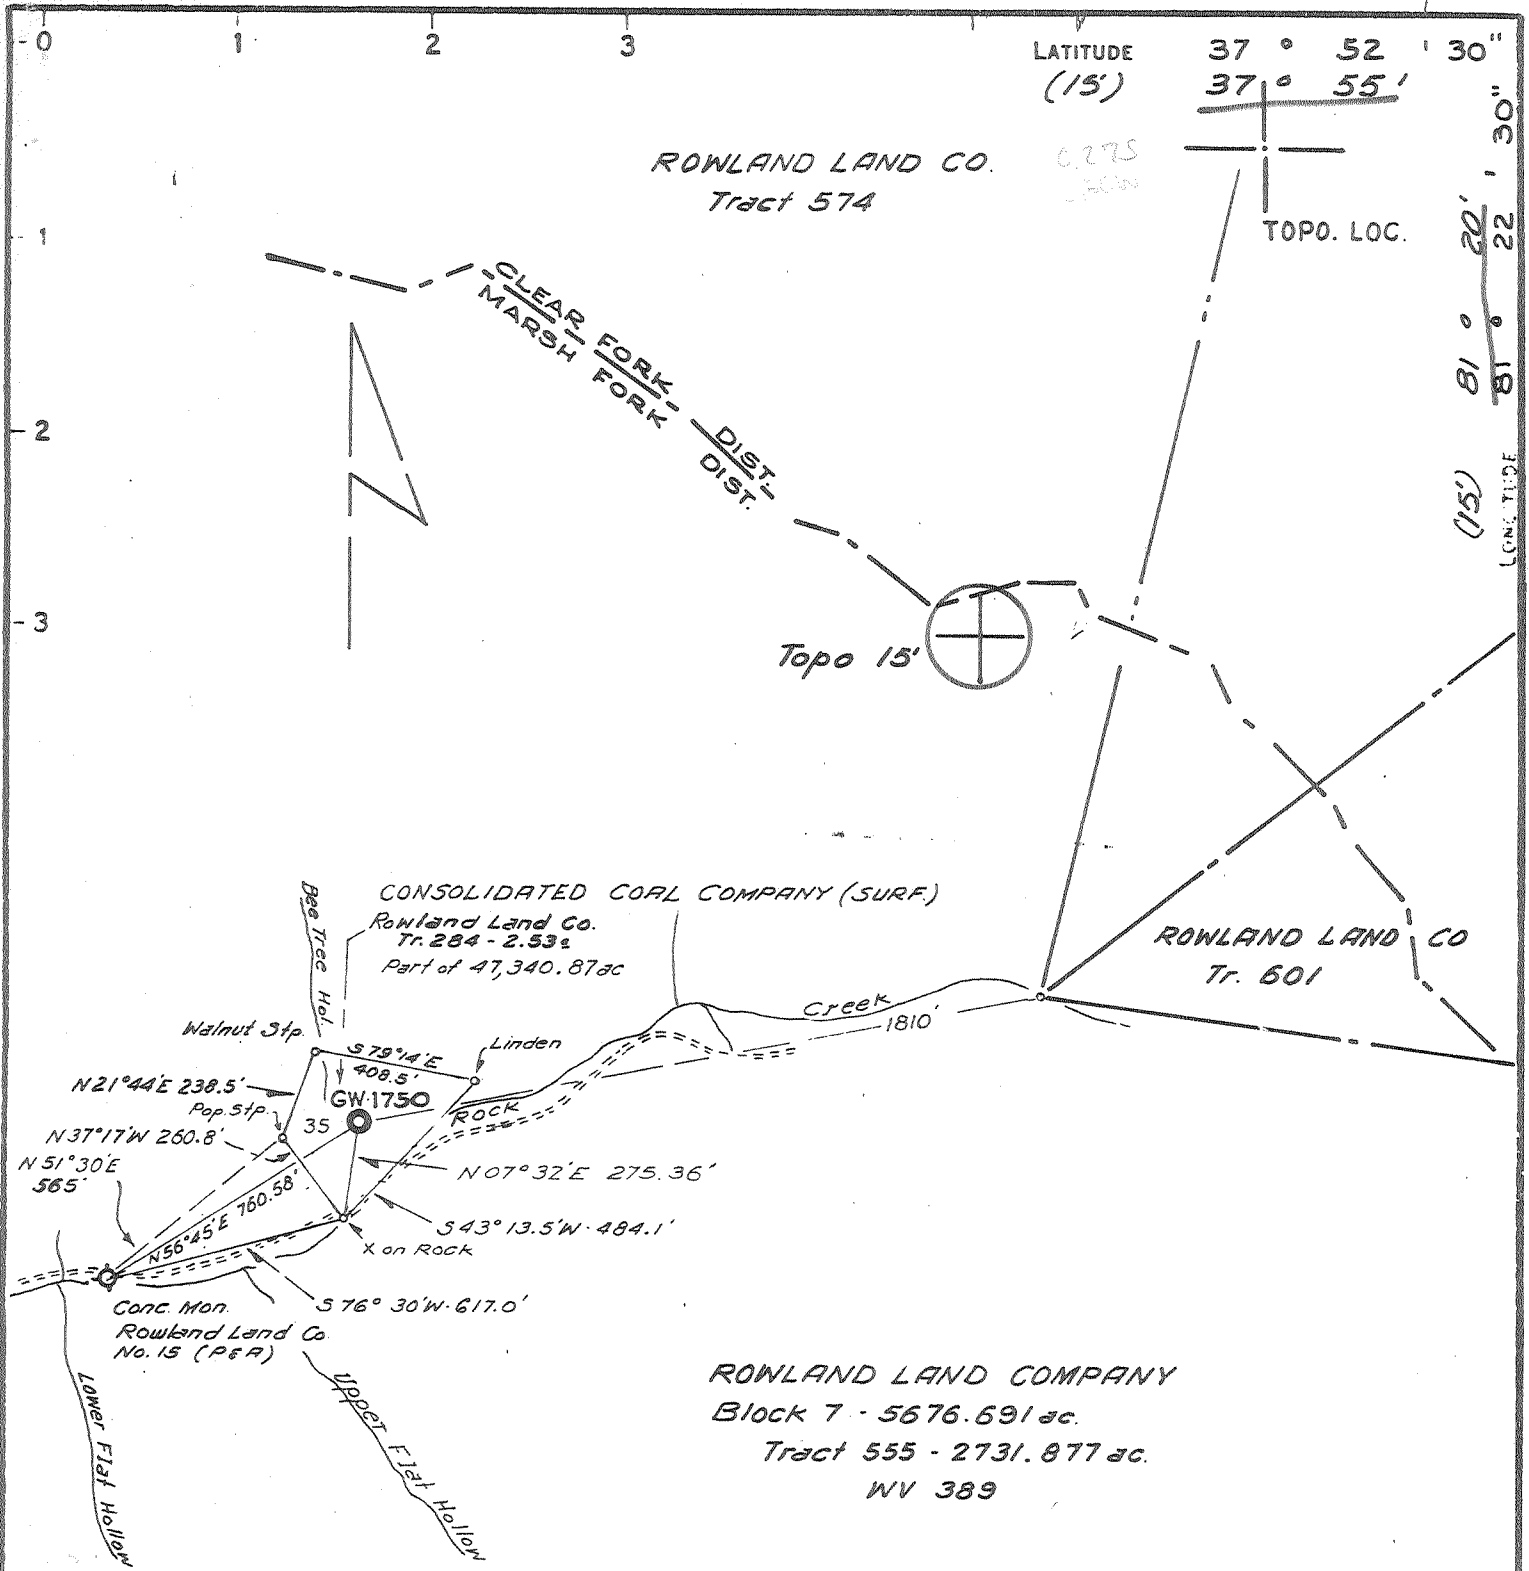 0 1 2 3
LATITUDE 37 ° 52 ' 30"
(15') 37 ° 55'
LONGITUDE 81 ° 22 ' 30"
(15') 81 ° 20'
TOPO. LOC.
ROWLAND LAND CO.
Tract 574
1
2
3
CLEAR FORK DIST.
MARSH FORK DIST.
Topo 15'
CONSOLIDATED COAL COMPANY (SURF.)
Rowland Land Co.
Tr. 284 - 2.53a
Part of 47,340.87ac
Bee Tree Hol.
ROWLAND LAND CO
Tr. 601
Creek
1810'
Walnut Stp.
S 79°14'E
408.5'
Linden
N21°44'E 238.5'
GW-1750
Pop. Stp.
35
ROCK
N37°17'W 260.8'
N 51°30'E
565'
N56°45'E 760.58'
N07°32'E 275.36'
S43°13.5'W-484.1'
X on Rock
S 76° 30'W-617.0'
Conc. Mon.
Rowland Land Co.
No. 15 (P&A)
Lower Flat Hollow
Upper Flat Hollow
ROWLAND LAND COMPANY
Block 7 - 5676.691 ac.
Tract 555 - 2731.877 ac.
WV 389